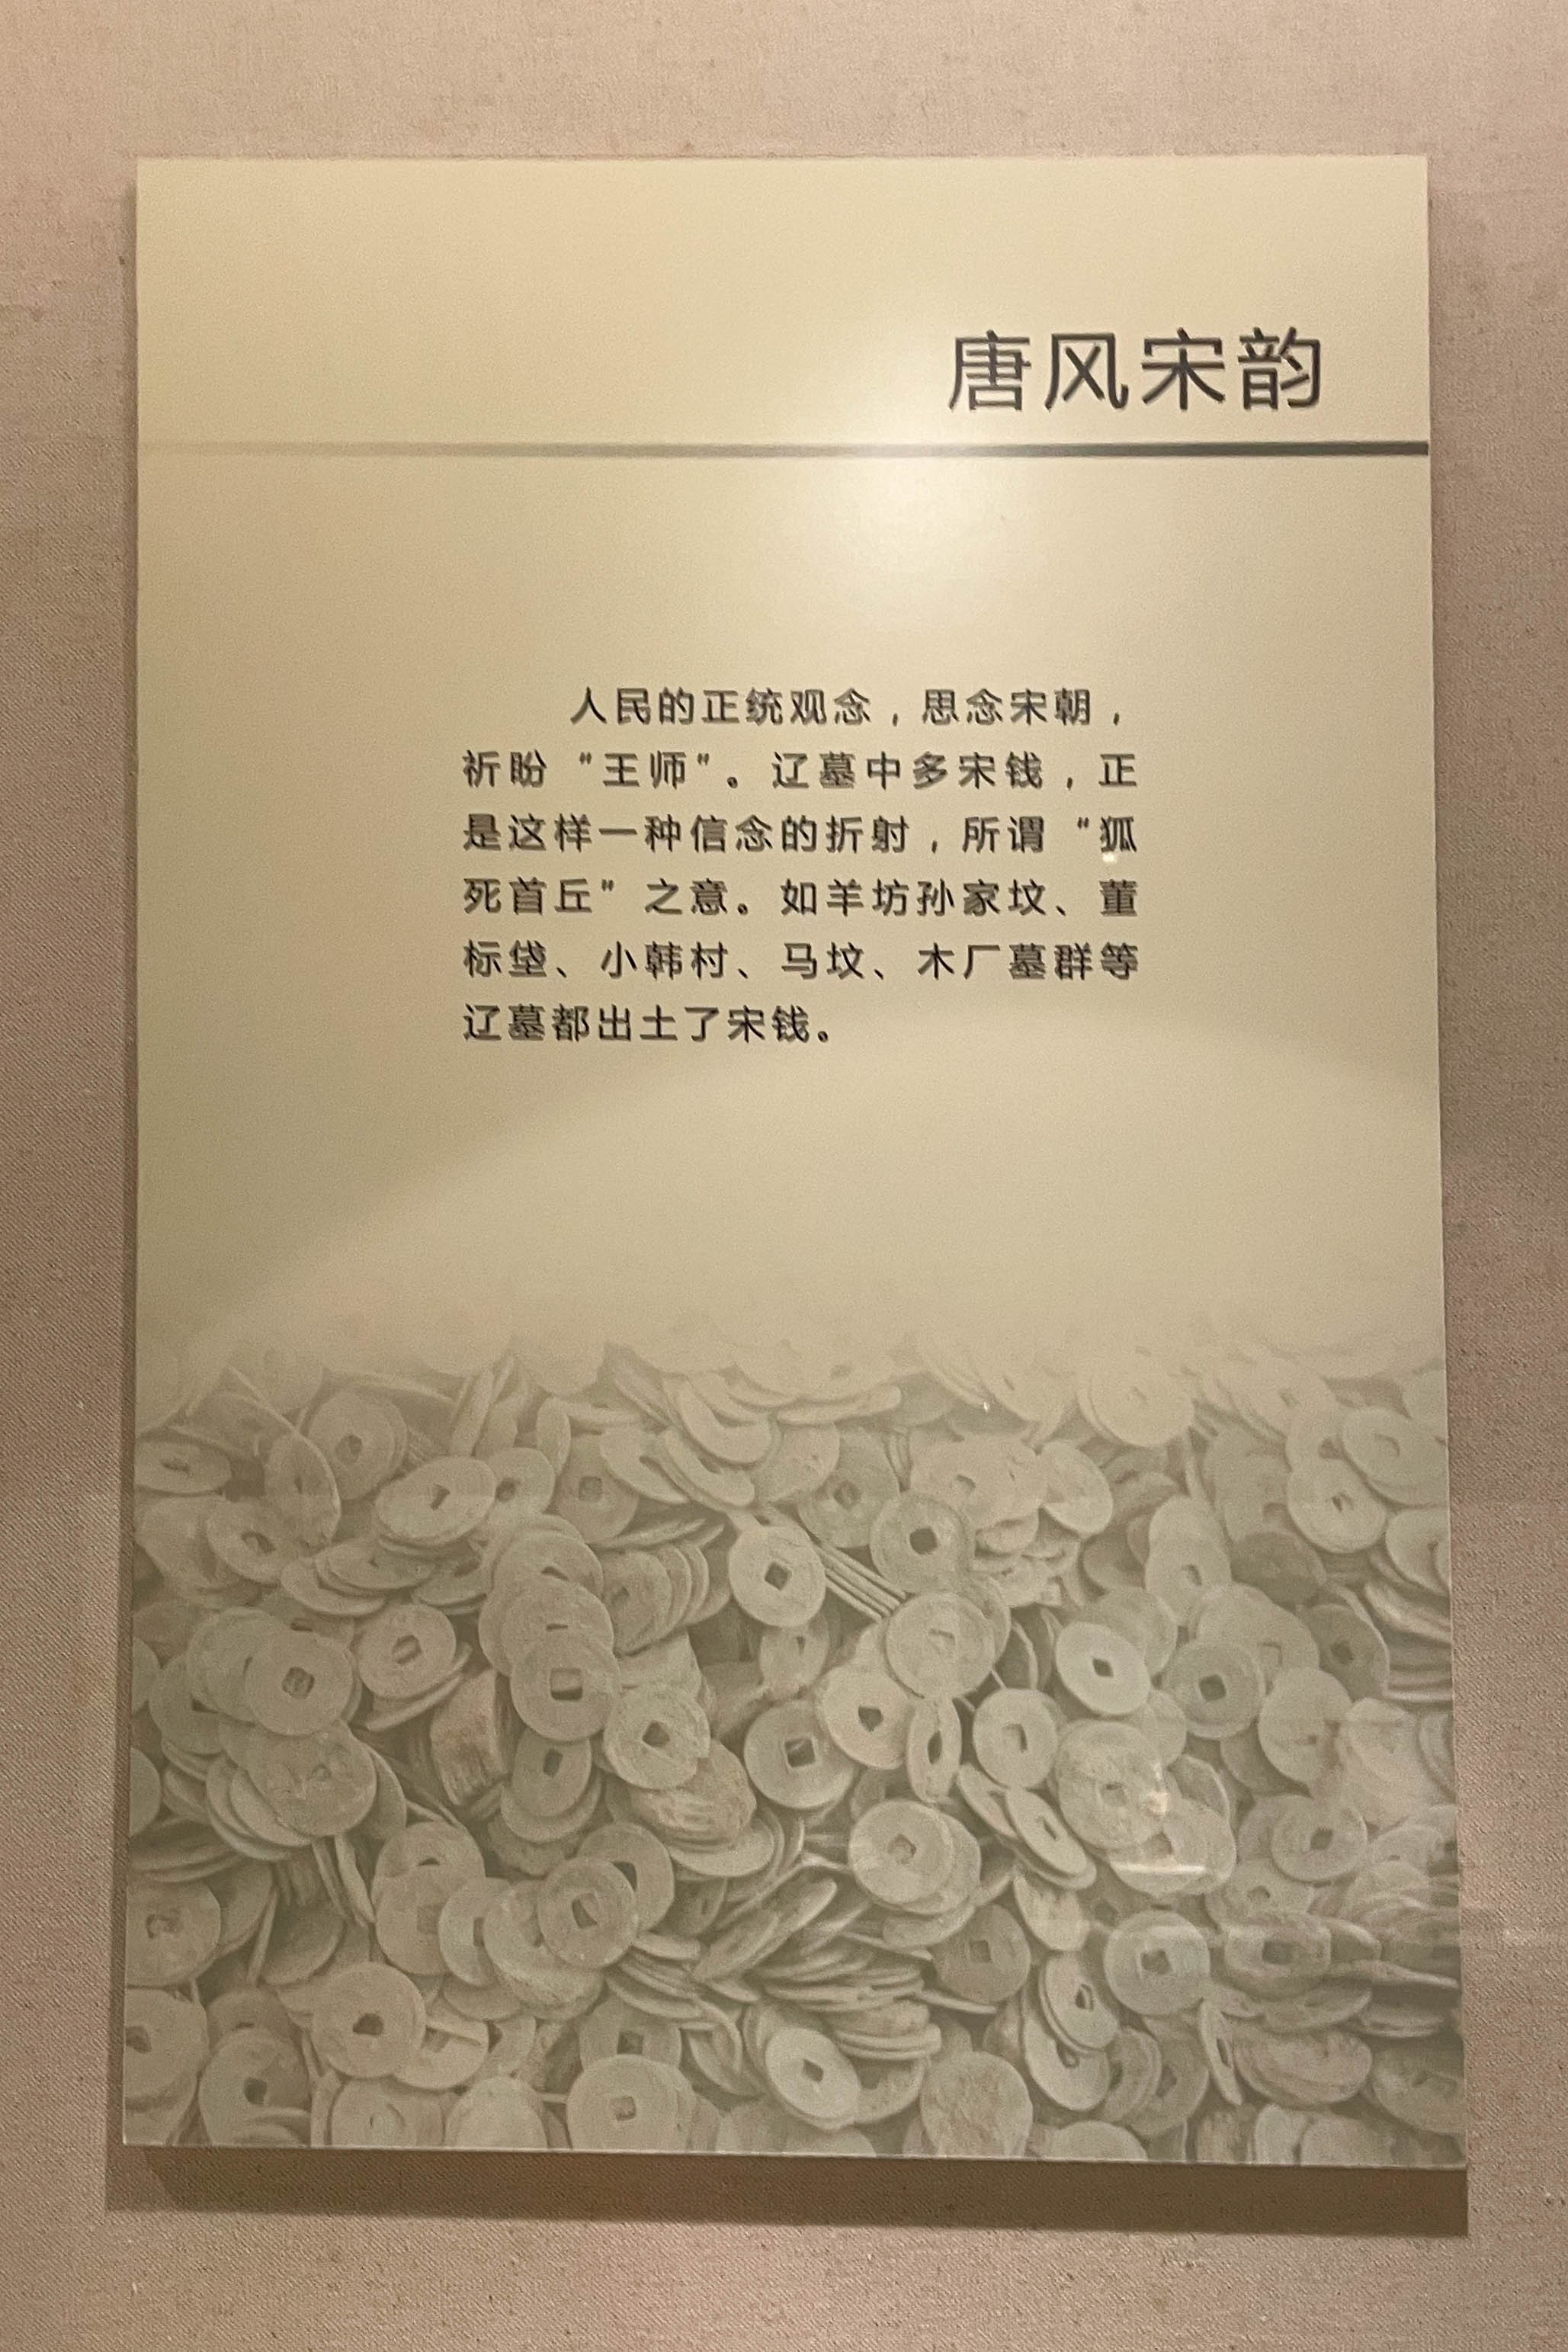 唐风宋韵
人民的正统观念，思念宋朝，
祈盼“王师”。辽墓中多宋钱，正
是这样一种信念的折射，所谓“狐
死首丘”之意。如羊坊孙家坟、董
标垡、小韩村、马坟、木厂墓群等
辽墓都出土了宋钱。